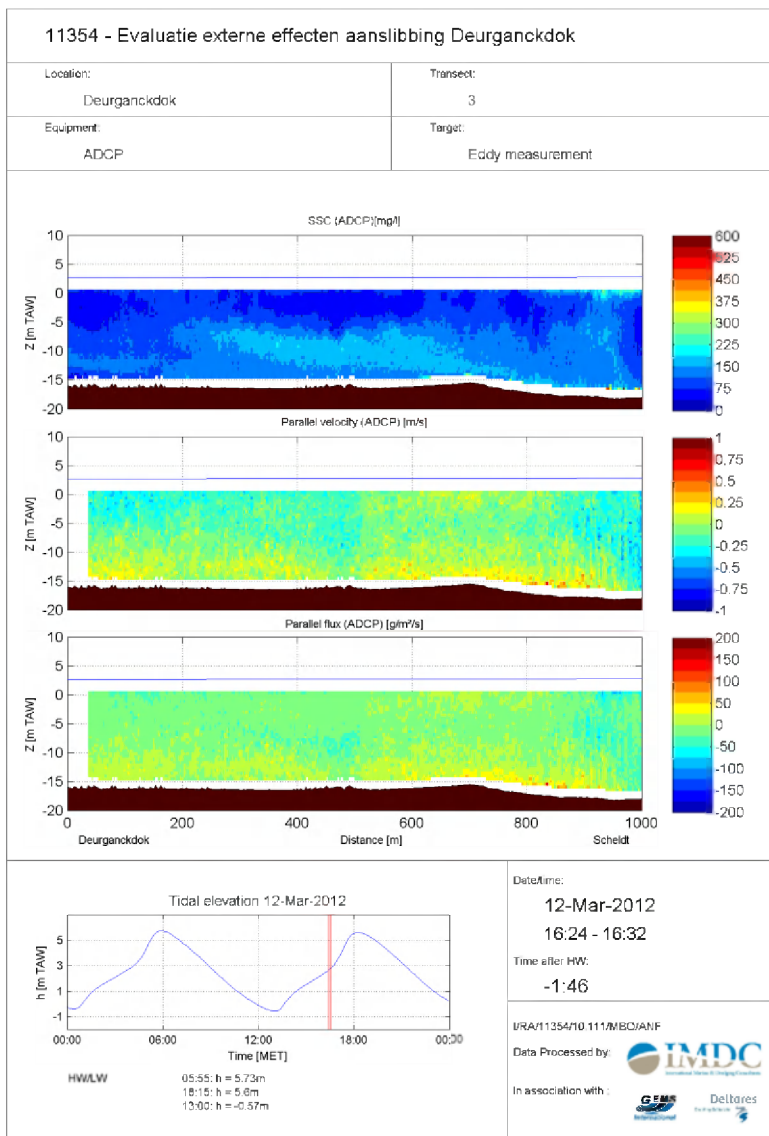 11354 - Evaluatie externe effecten aanslibbing Deurganckdok
Location:
Deurganckdok
Transect:
3
Equipment:
ADCP
Target:
Eddy measurement
SSC (ADCP)[mg/l]
10
5
0
-5
-10
-15
-20
Z [m TAW]
600
525
450
375
300
225
150
75
0
Parallel velocity (ADCP) [m/s]
10
5
0
-5
-10
-15
-20
Z [m TAW]
1
0.75
0.5
0.25
0
-0.25
-0.5
-0.75
-1
Parallel flux (ADCP) [g/m²/s]
10
5
0
-5
-10
-15
-20
Z [m TAW]
200
150
100
50
0
-50
-100
-150
-200
0 200 400 600 800 1000
Deurganckdok Distance [m] Scheldt
Tidal elevation 12-Mar-2012
h [m TAW]
5
3
1
-1
00:00 06:00 12:00 18:00 00:00
Time [MET]
HW/LW
05:55: h = 5.73m
18:15: h = 5.6m
13:00: h = -0.57m
Date/time:
12-Mar-2012
16:24 - 16:32
Time after HW:
-1:46
I/RA/11354/10.111/MBO/ANF
Data Processed by:
IMDC
International Marine & Dredging Consultants
In association with :
GEMS
International
Deltares